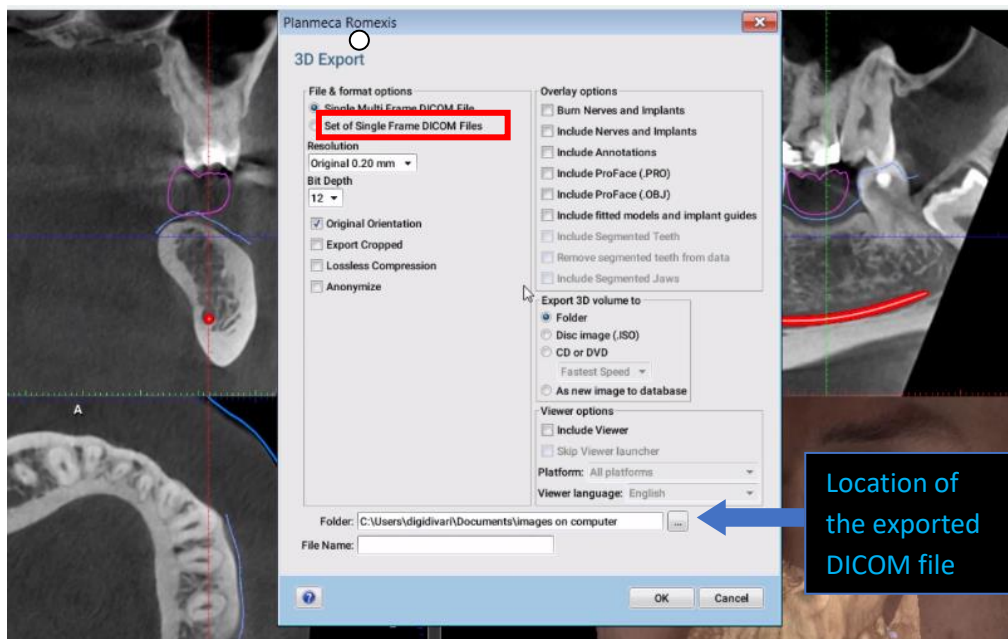 Planmeca Romexis
3D Export
File & format options
Single Multi Frame DICOM File
Set of Single Frame DICOM Files
Resolution
Original 0.20 mm
Bit Depth
12
Original Orientation
Export Cropped
Lossless Compression
Anonymize
Overlay options
Burn Nerves and Implants
Include Nerves and Implants
Include Annotations
Include ProFace (.PRO)
Include ProFace (.OBJ)
Include fitted models and implant guides
Include Segmented Teeth
Remove segmented teeth from data
Include Segmented Jaws
Export 3D volume to
Folder
Disc image (.ISO)
CD or DVD
Fastest Speed
As new image to database
Viewer options
Include Viewer
Skip Viewer launcher
Platform: All platforms
Viewer language: English
Folder: C:\Users\digidivari\Documents\images on computer ...
File Name:
? OK Cancel
A
Location of
the exported
DICOM file